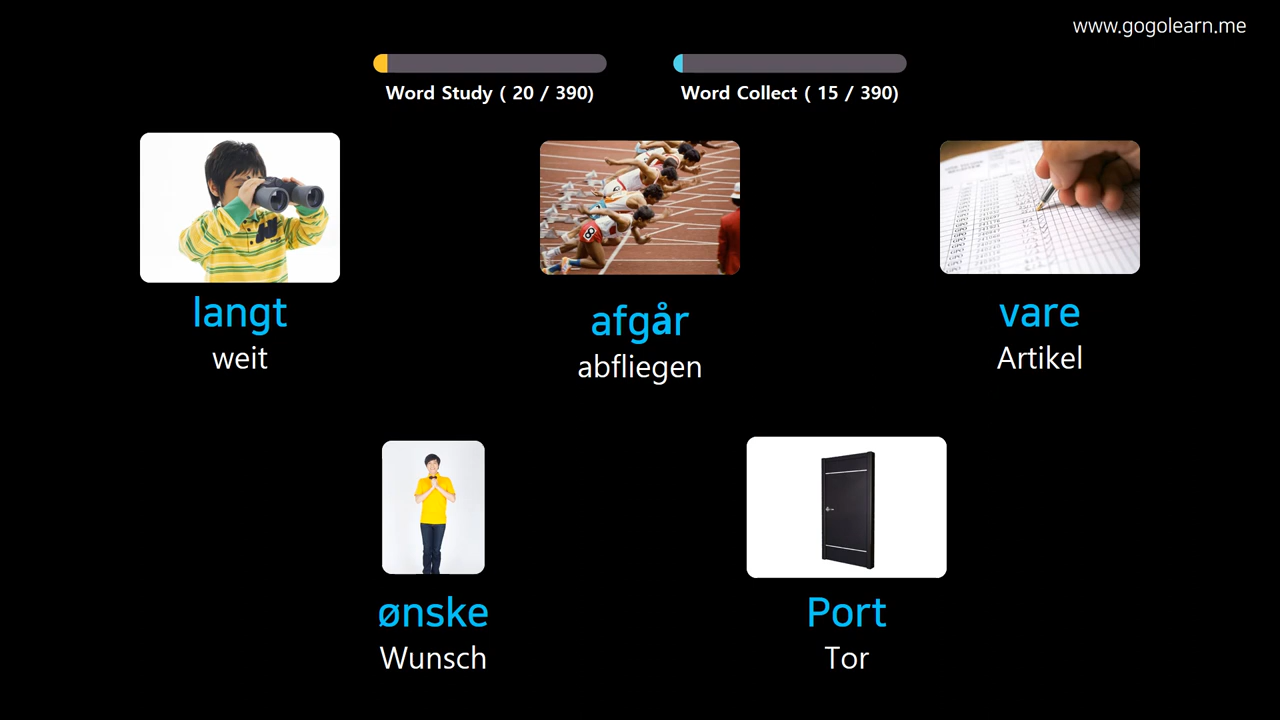 www.gogolearn.me
Word Study ( 20 / 390)
Word Collect ( 15 / 390)
langt
weit
afgår
abfliegen
vare
Artikel
ønske
Wunsch
Port
Tor